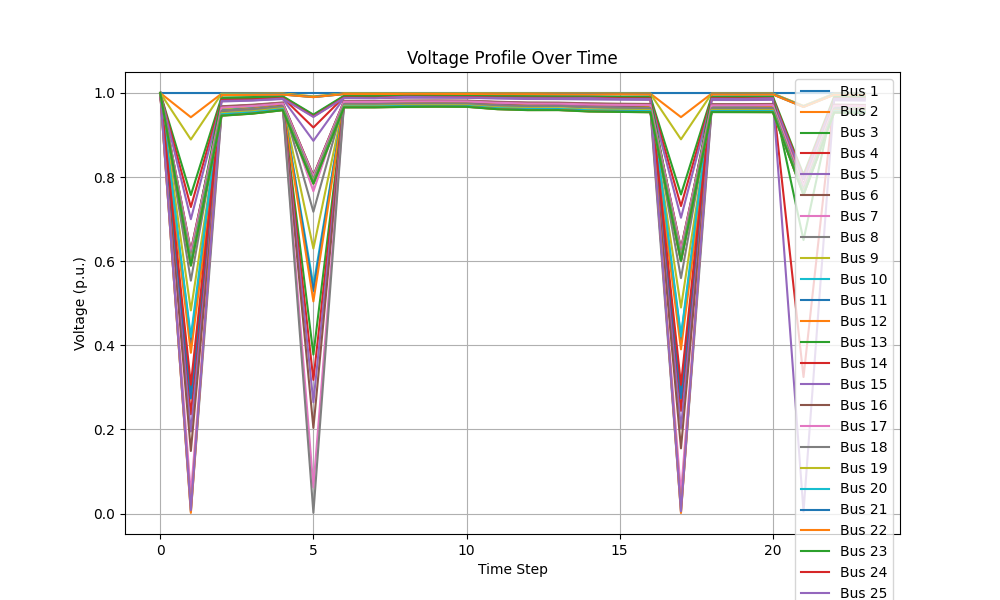 Voltage Profile Over Time
Voltage (p.u.)
1.0
0.8
0.6
0.4
0.2
0.0
0
5
10
15
20
Time Step
Bus 1
Bus 2
Bus 3
Bus 4
Bus 5
Bus 6
Bus 7
Bus 8
Bus 9
Bus 10
Bus 11
Bus 12
Bus 13
Bus 14
Bus 15
Bus 16
Bus 17
Bus 18
Bus 19
Bus 20
Bus 21
Bus 22
Bus 23
Bus 24
Bus 25